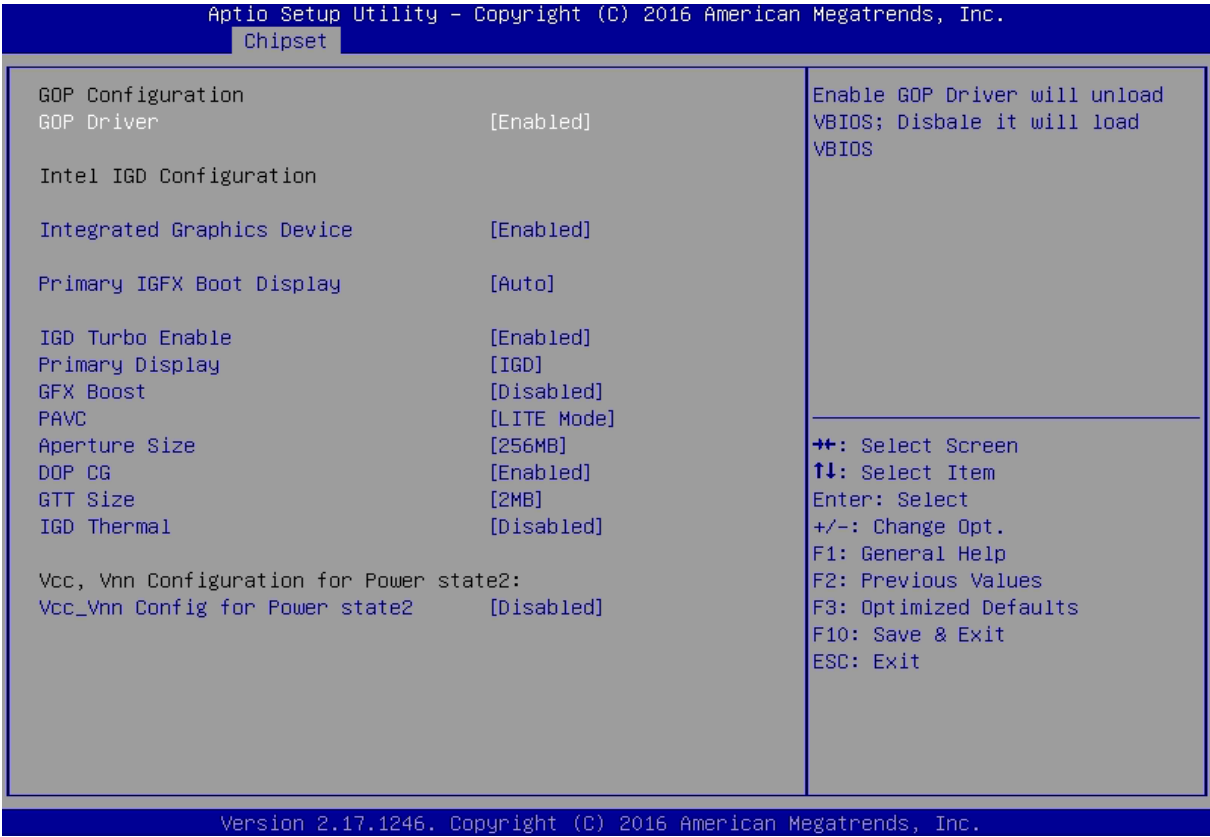 Aptio Setup Utility – Copyright (C) 2016 American Megatrends, Inc.
Chipset
GOP Configuration
GOP Driver [Enabled]
Intel IGD Configuration
Integrated Graphics Device [Enabled]
Primary IGFX Boot Display [Auto]
IGD Turbo Enable [Enabled]
Primary Display [IGD]
GFX Boost [Disabled]
PAVC [LITE Mode]
Aperture Size [256MB]
DOP CG [Enabled]
GTT Size [2MB]
IGD Thermal [Disabled]
Vcc, Vnn Configuration for Power state2:
Vcc_Vnn Config for Power state2 [Disabled]
Enable GOP Driver will unload
VBIOS; Disbale it will load
VBIOS
→←: Select Screen
↑↓: Select Item
Enter: Select
+/-: Change Opt.
F1: General Help
F2: Previous Values
F3: Optimized Defaults
F10: Save & Exit
ESC: Exit
Version 2.17.1246. Copyright (C) 2016 American Megatrends, Inc.